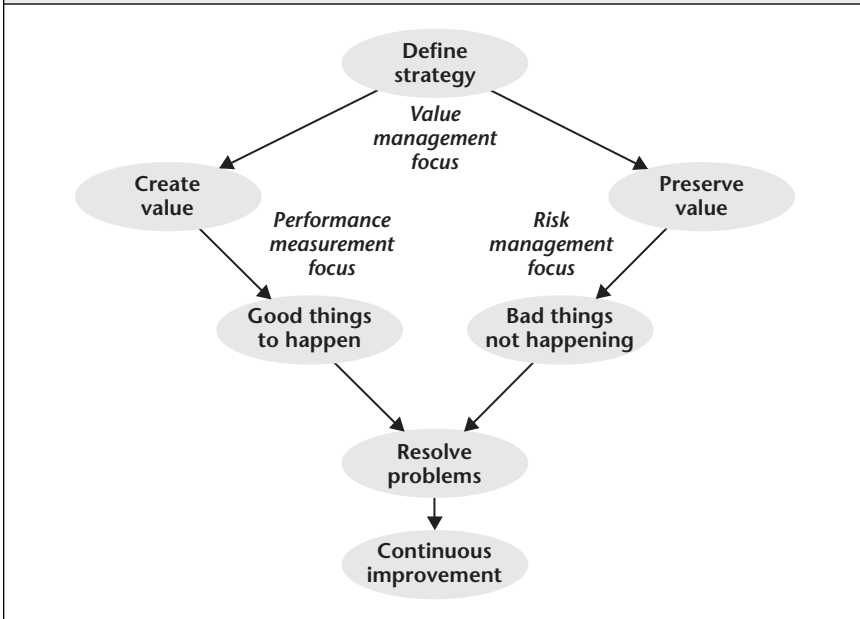 Define
strategy
Value
management
focus
Create
value
Preserve
value
Performance
measurement
focus
Risk
management
focus
Good things
to happen
Bad things
not happening
Resolve
problems
Continuous
improvement